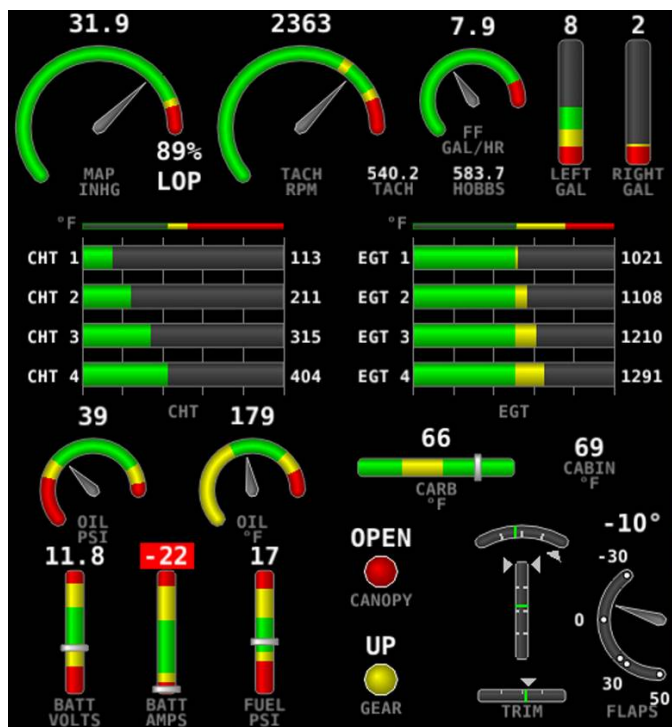 31.9 2363 7.9 8 2
89%
LOP
MAP
INHG
TACH
RPM
540.2
TACH
FF
GAL/HR
583.7
HOBBS
LEFT
GAL
RIGHT
GAL
°F
CHT 1 113
CHT 2 211
CHT 3 315
CHT 4 404
CHT
EGT 1 1021
EGT 2 1108
EGT 3 1210
EGT 4 1291
EGT
39
OIL
PSI
179
OIL
°F
66
CARB
°F
69
CABIN
°F
11.8
BATT
VOLTS
-22
BATT
AMPS
17
FUEL
PSI
OPEN
CANOPY
UP
GEAR
TRIM
-10°
-30
0
30
50
FLAPS